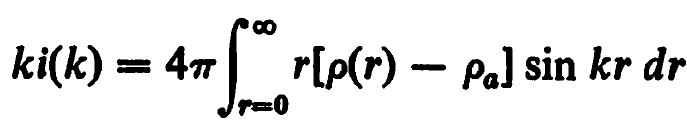 ki(k) = 4π ∫_{r=0}^{∞} r[ρ(r) − ρ_a] sin kr dr